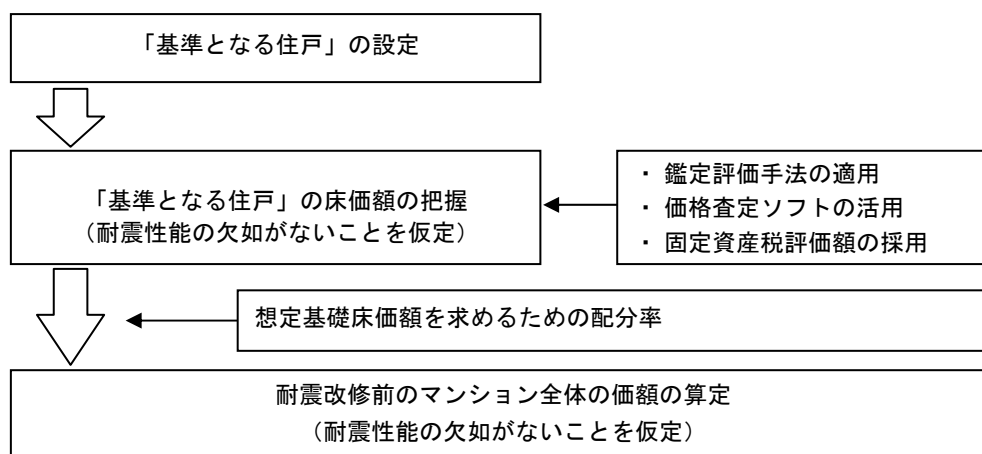 「基準となる住戸」の設定
「基準となる住戸」の床価額の把握
（耐震性能の欠如がないことを仮定）
・ 鑑定評価手法の適用
・ 価格査定ソフトの活用
・ 固定資産税評価額の採用
想定基礎床価額を求めるための配分率
耐震改修前のマンション全体の価額の算定
（耐震性能の欠如がないことを仮定）